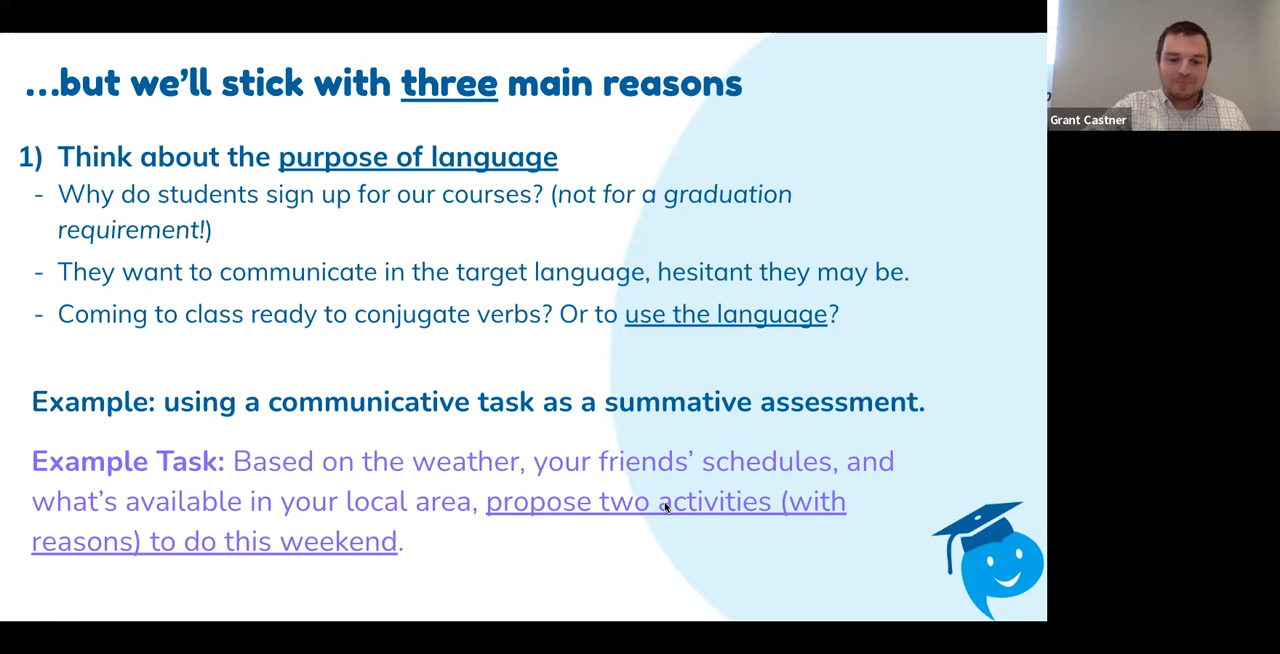 ...but we'll stick with three main reasons
1) Think about the purpose of language
- Why do students sign up for our courses? (not for a graduation
requirement!)
- They want to communicate in the target language, hesitant they may be.
- Coming to class ready to conjugate verbs? Or to use the language?
Example: using a communicative task as a summative assessment.
Example Task: Based on the weather, your friends' schedules, and
what's available in your local area, propose two activities (with
reasons) to do this weekend.
Grant Castner